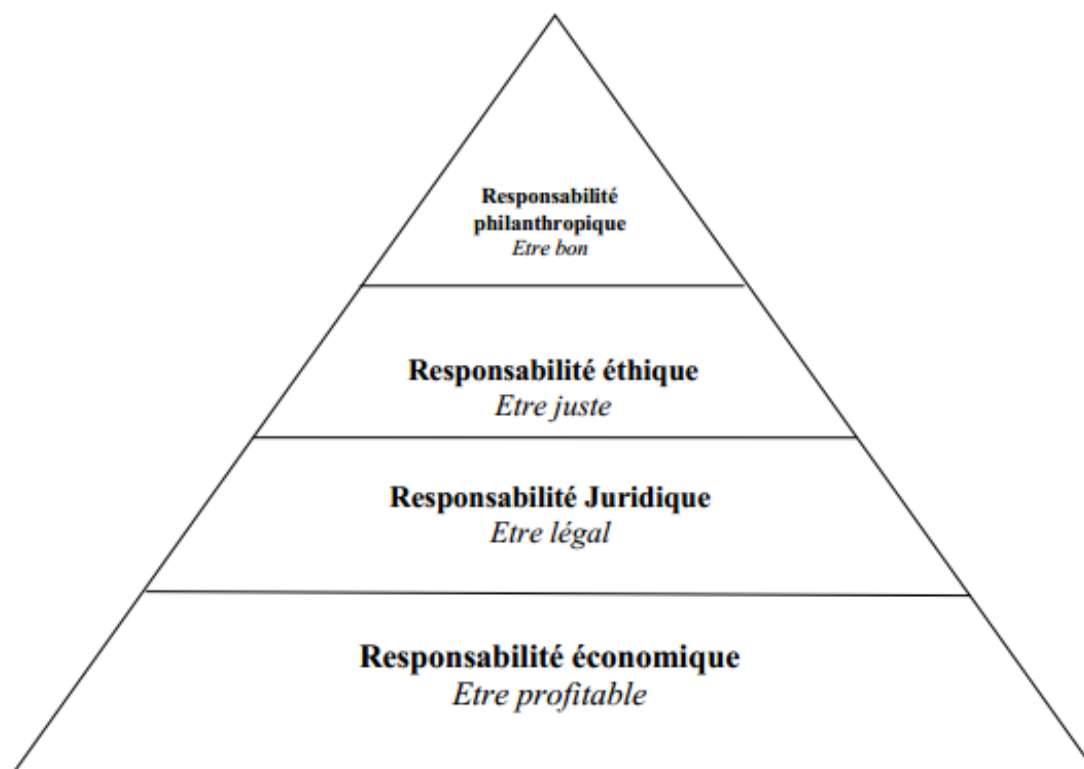 Responsabilité
philanthropique
Etre bon
Responsabilité éthique
Etre juste
Responsabilité Juridique
Etre légal
Responsabilité économique
Etre profitable